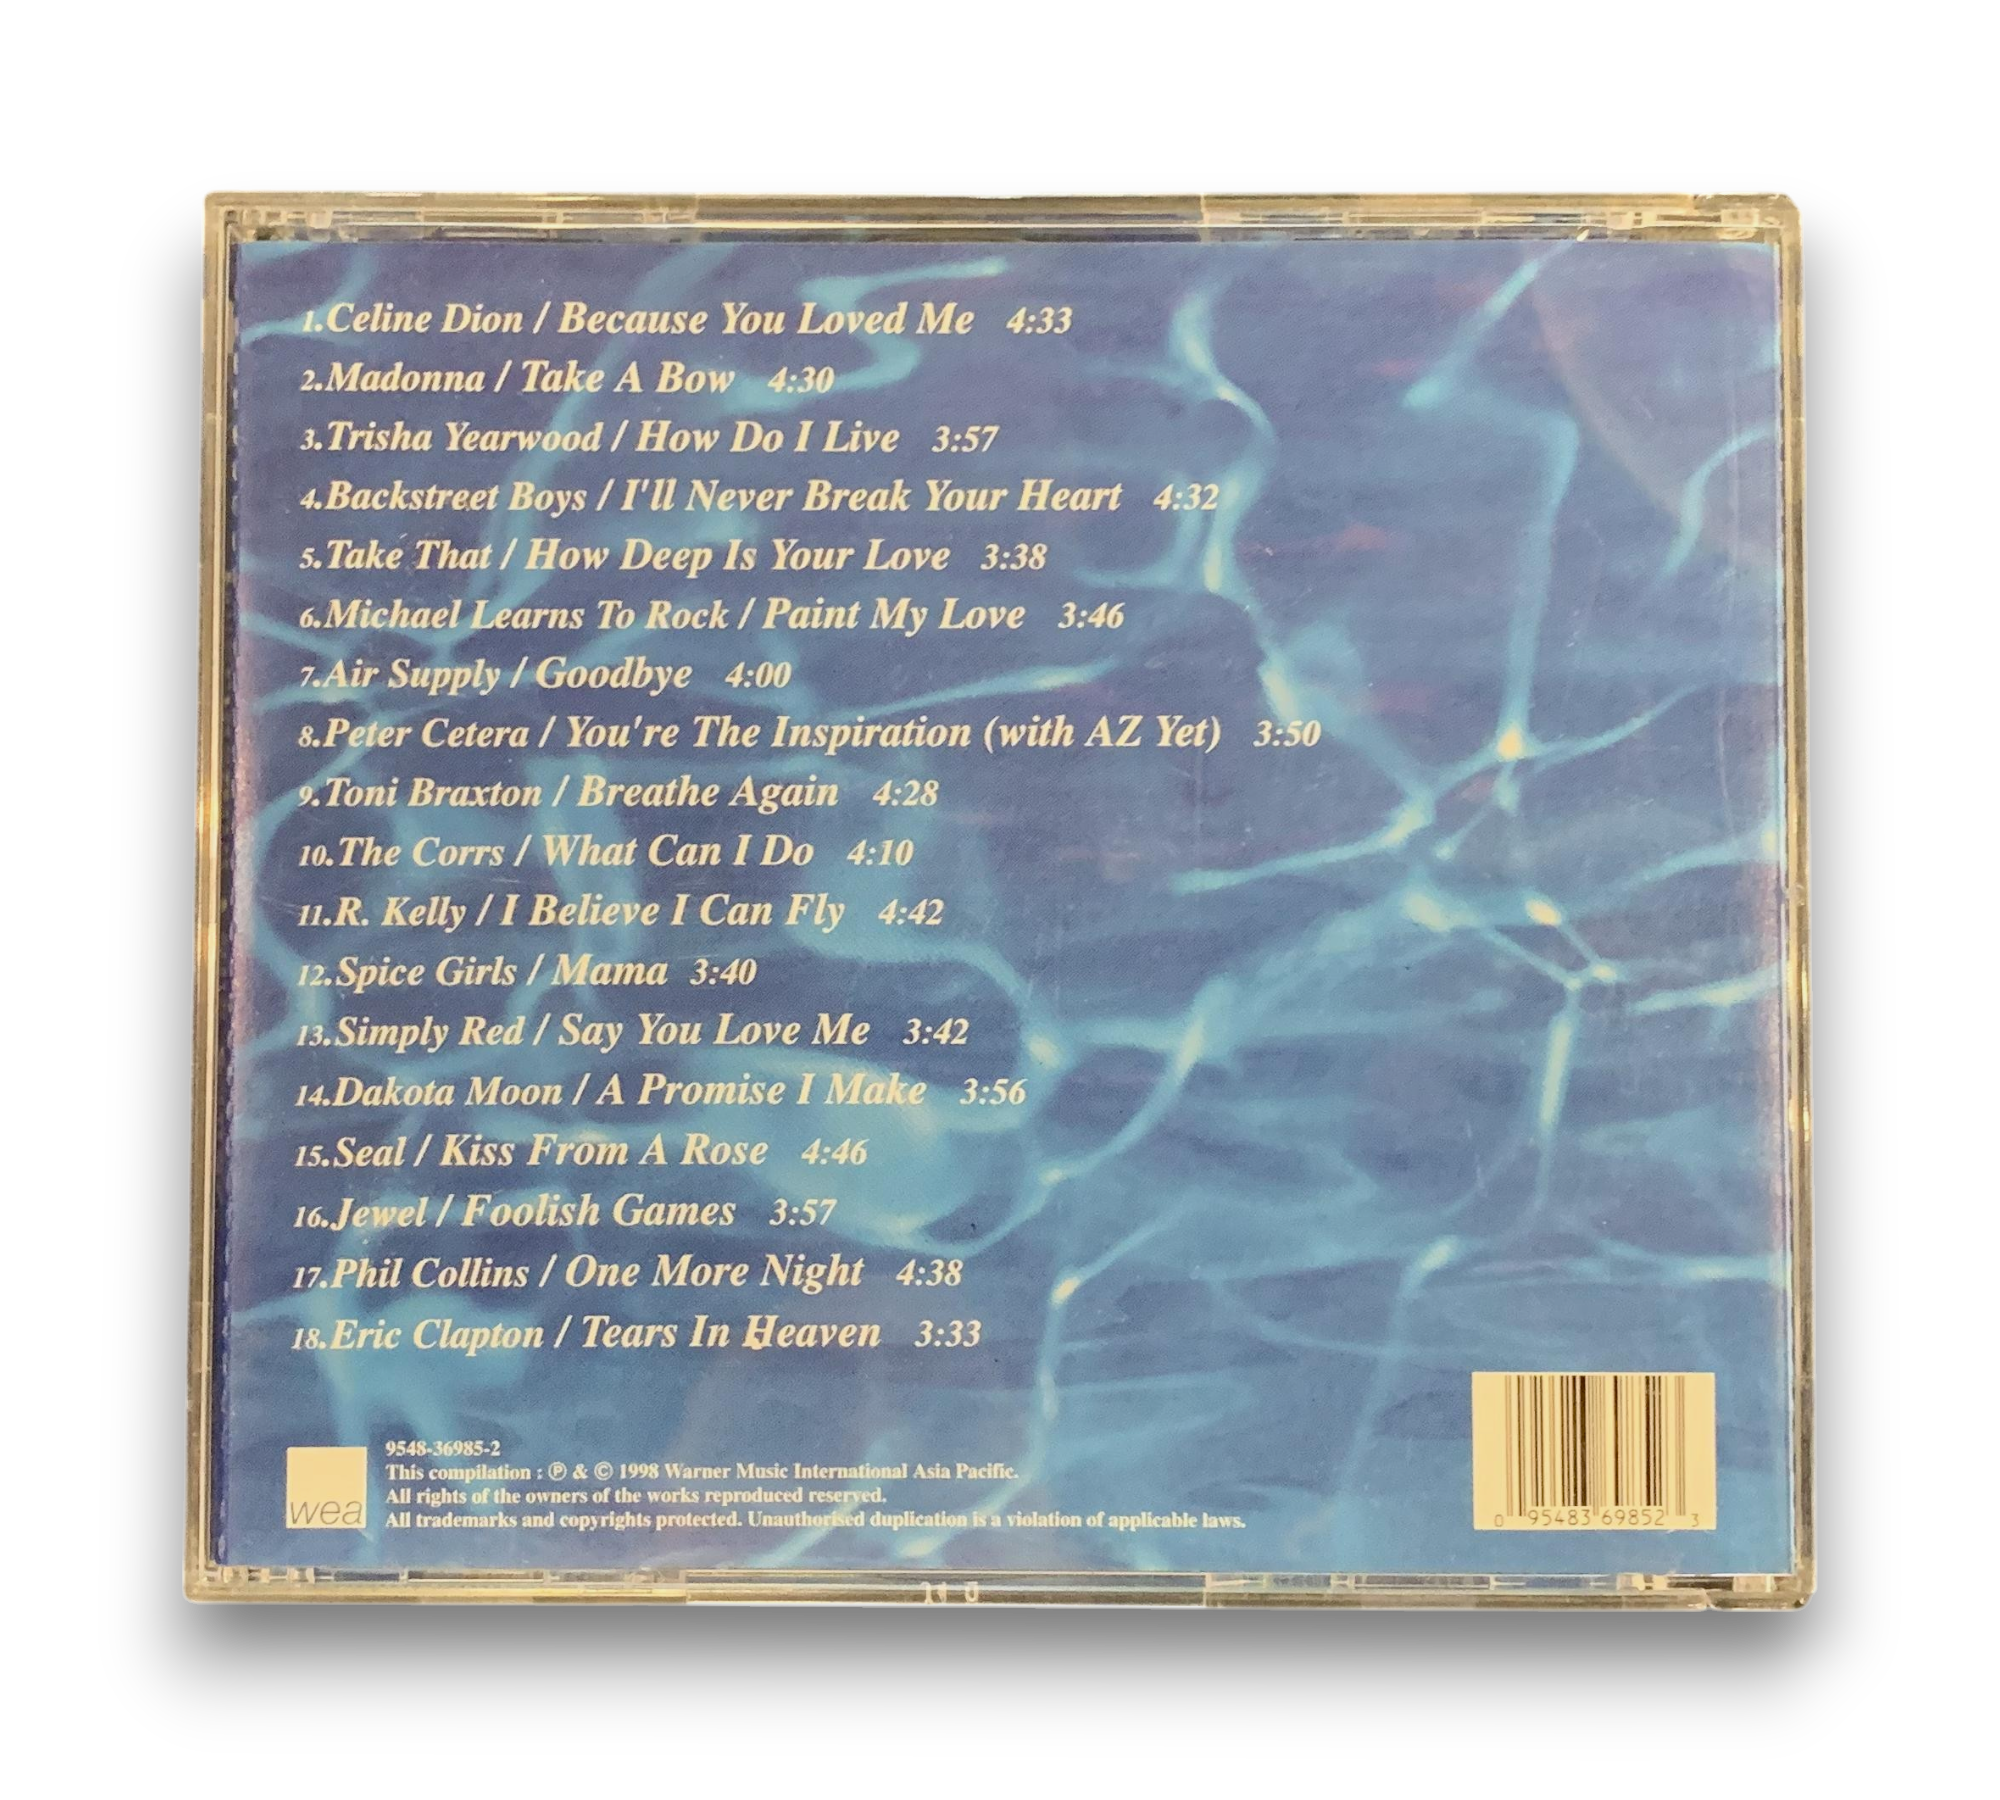 1.Celine Dion / Because You Loved Me 4:33
2.Madonna / Take A Bow 4:30
3.Trisha Yearwood / How Do I Live 3:57
4.Backstreet Boys / I'll Never Break Your Heart 4:32
5.Take That / How Deep Is Your Love 3:38
6.Michael Learns To Rock / Paint My Love 3:46
7.Air Supply / Goodbye 4:00
8.Peter Cetera / You're The Inspiration (with AZ Yet) 3:50
9.Toni Braxton / Breathe Again 4:28
10.The Corrs / What Can I Do 4:10
11.R. Kelly / I Believe I Can Fly 4:42
12.Spice Girls / Mama 3:40
13.Simply Red / Say You Love Me 3:42
14.Dakota Moon / A Promise I Make 3:56
15.Seal / Kiss From A Rose 4:46
16.Jewel / Foolish Games 3:57
17.Phil Collins / One More Night 4:38
18.Eric Clapton / Tears In Heaven 3:33
9548-36985-2
This compilation : ℗ & © 1998 Warner Music International Asia Pacific.
All rights of the owners of the works reproduced reserved.
All trademarks and copyrights protected. Unauthorised duplication is a violation of applicable laws.
wea
0 95483 69852 3